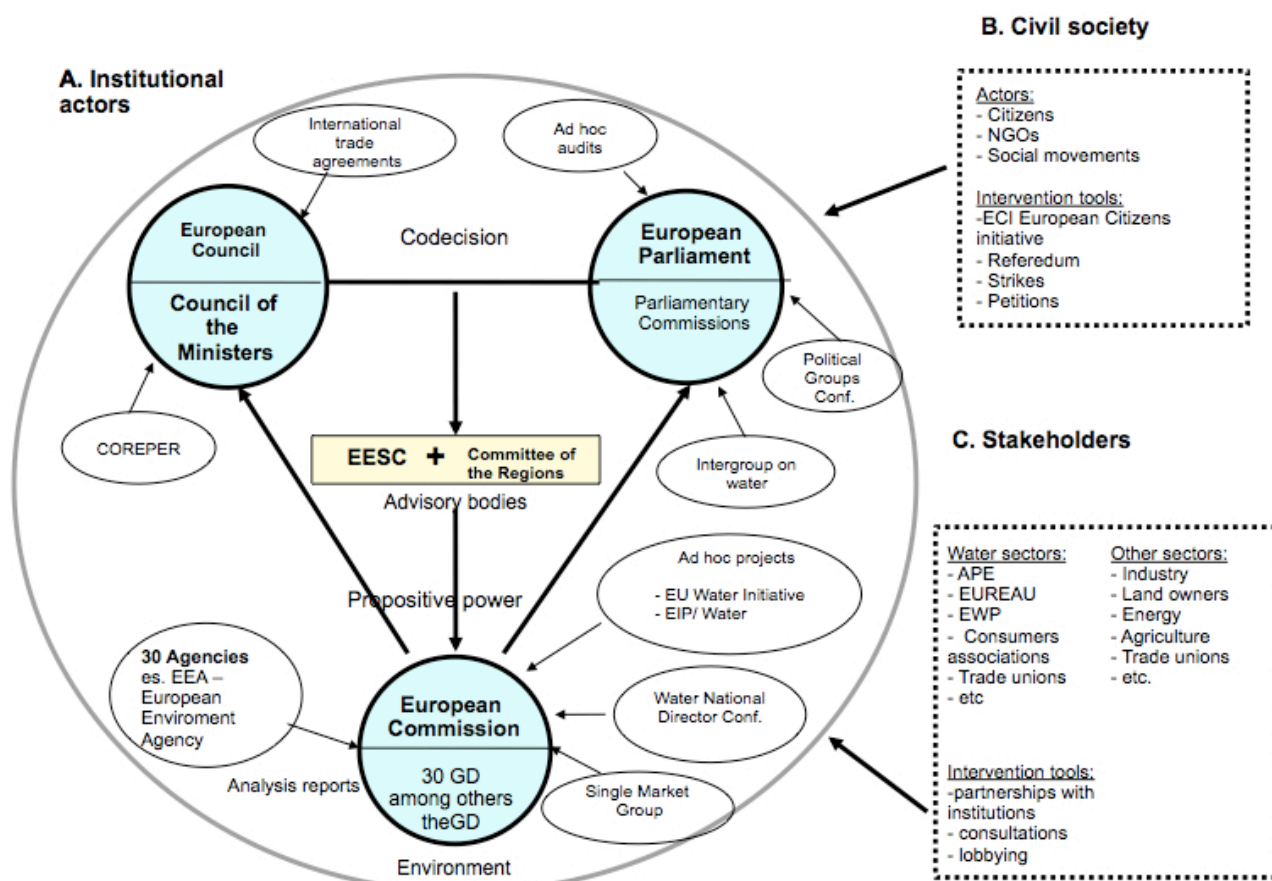 A. Institutional
actors
International
trade
agreements
Ad hoc
audits
European
Council
Council of
the
Ministers
Codecision
European
Parliament
Parliamentary
Commissions
Political
Groups
Conf.
COREPER
EESC + Committee of
the Regions
Advisory bodies
Intergroup on
water
Propositive power
Ad hoc projects
- EU Water Initiative
- EIP/ Water
30 Agencies
es. EEA –
European
Enviroment
Agency
Analysis reports
European
Commission
30 GD
among others
theGD
Environment
Water National
Director Conf.
Single Market
Group
B. Civil society
Actors:
- Citizens
- NGOs
- Social movements
Intervention tools:
-ECI European Citizens
initiative
- Referedum
- Strikes
- Petitions
C. Stakeholders
Water sectors:
- APE
- EUREAU
- EWP
- Consumers
associations
- Trade unions
- etc
Other sectors:
- Industry
- Land owners
- Energy
- Agriculture
- Trade unions
- etc.
Intervention tools:
-partnerships with
institutions
- consultations
- lobbying